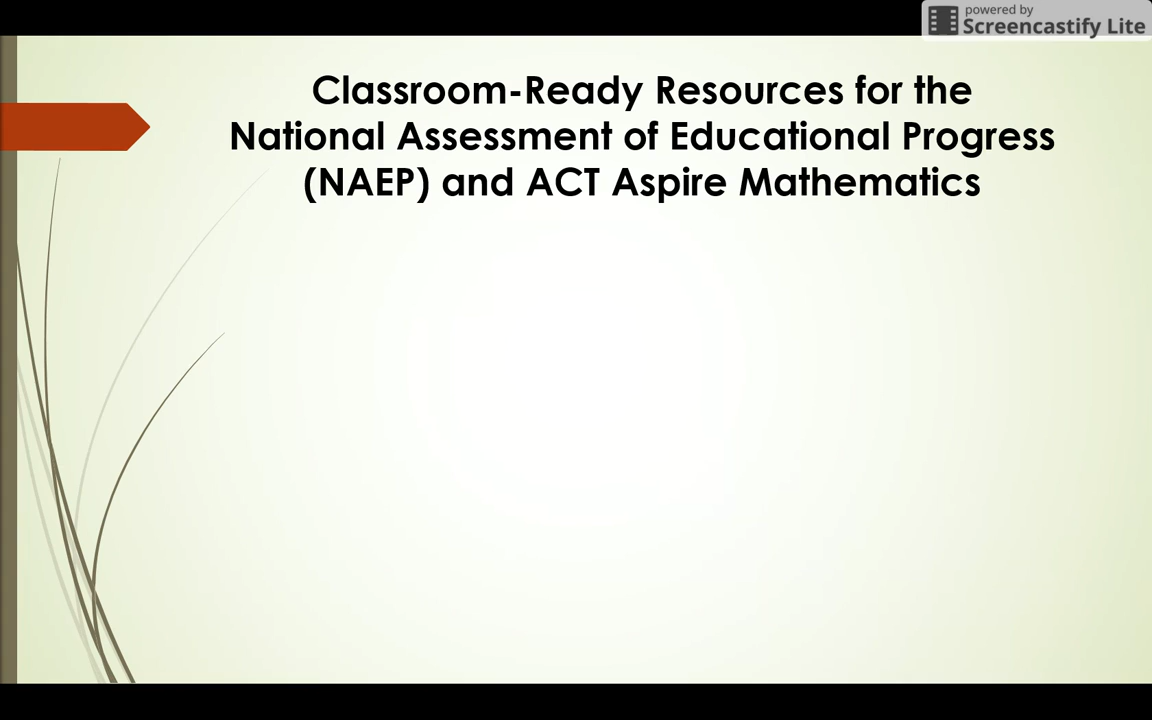 powered by
Screencastify Lite
Classroom-Ready Resources for the
National Assessment of Educational Progress
(NAEP) and ACT Aspire Mathematics